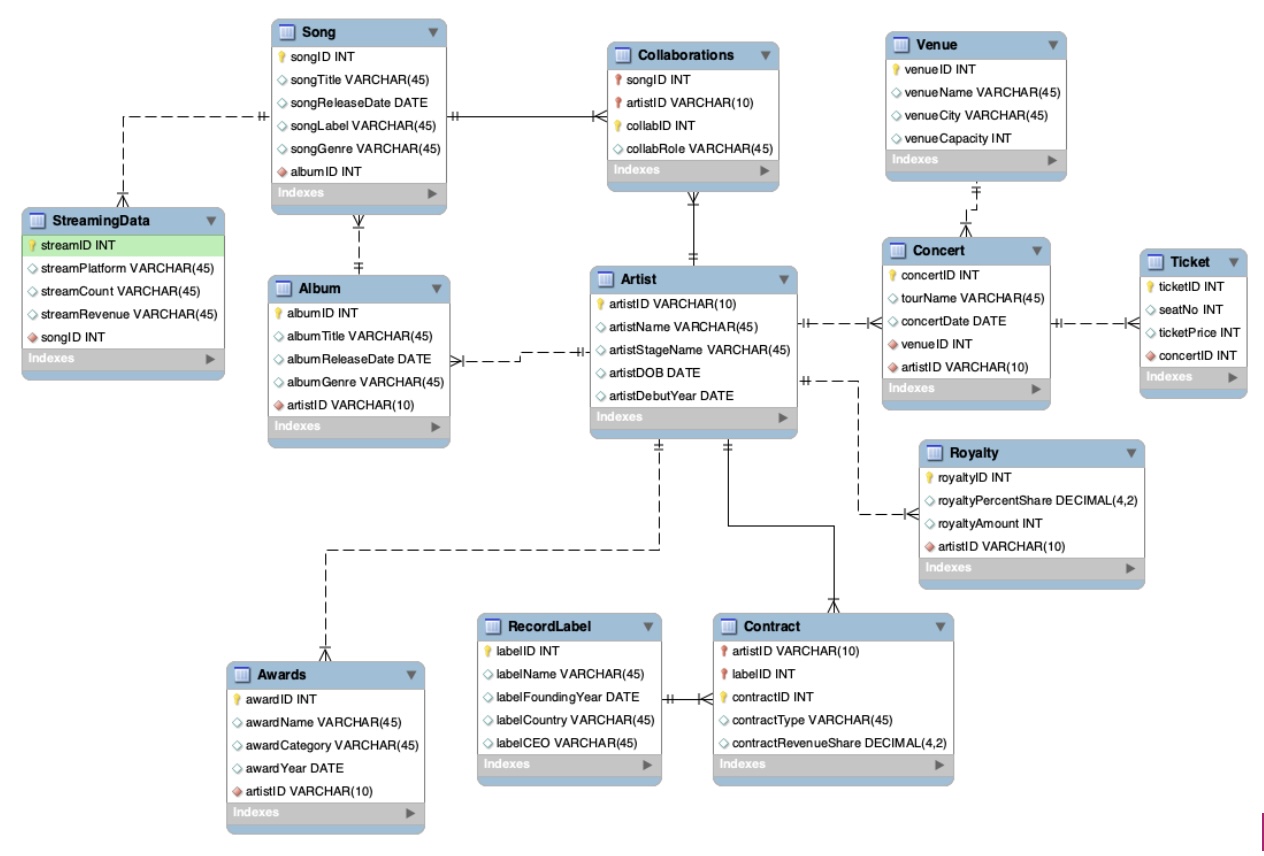 Song
songID INT
songTitle VARCHAR(45)
songReleaseDate DATE
songLabel VARCHAR(45)
songGenre VARCHAR(45)
albumID INT
Indexes
Collaborations
songID INT
artistID VARCHAR(10)
collabID INT
collabRole VARCHAR(45)
Indexes
Venue
venueID INT
venueName VARCHAR(45)
venueCity VARCHAR(45)
venueCapacity INT
Indexes
StreamingData
streamID INT
streamPlatform VARCHAR(45)
streamCount VARCHAR(45)
streamRevenue VARCHAR(45)
songID INT
Indexes
Album
albumID INT
albumTitle VARCHAR(45)
albumReleaseDate DATE
albumGenre VARCHAR(45)
artistID VARCHAR(10)
Indexes
Artist
artistID VARCHAR(10)
artistName VARCHAR(45)
artistStageName VARCHAR(45)
artistDOB DATE
artistDebutYear DATE
Indexes
Concert
concertID INT
tourName VARCHAR(45)
concertDate DATE
venueID INT
artistID VARCHAR(10)
Indexes
Ticket
ticketID INT
seatNo INT
ticketPrice INT
concertID INT
Indexes
Royalty
royaltyID INT
royaltyPercentShare DECIMAL(4,2)
royaltyAmount INT
artistID VARCHAR(10)
Indexes
Awards
awardID INT
awardName VARCHAR(45)
awardCategory VARCHAR(45)
awardYear DATE
artistID VARCHAR(10)
Indexes
RecordLabel
labelID INT
labelName VARCHAR(45)
labelFoundingYear DATE
labelCountry VARCHAR(45)
labelCEO VARCHAR(45)
Indexes
Contract
artistID VARCHAR(10)
labelID INT
contractID INT
contractType VARCHAR(45)
contractRevenueShare DECIMAL(4,2)
Indexes